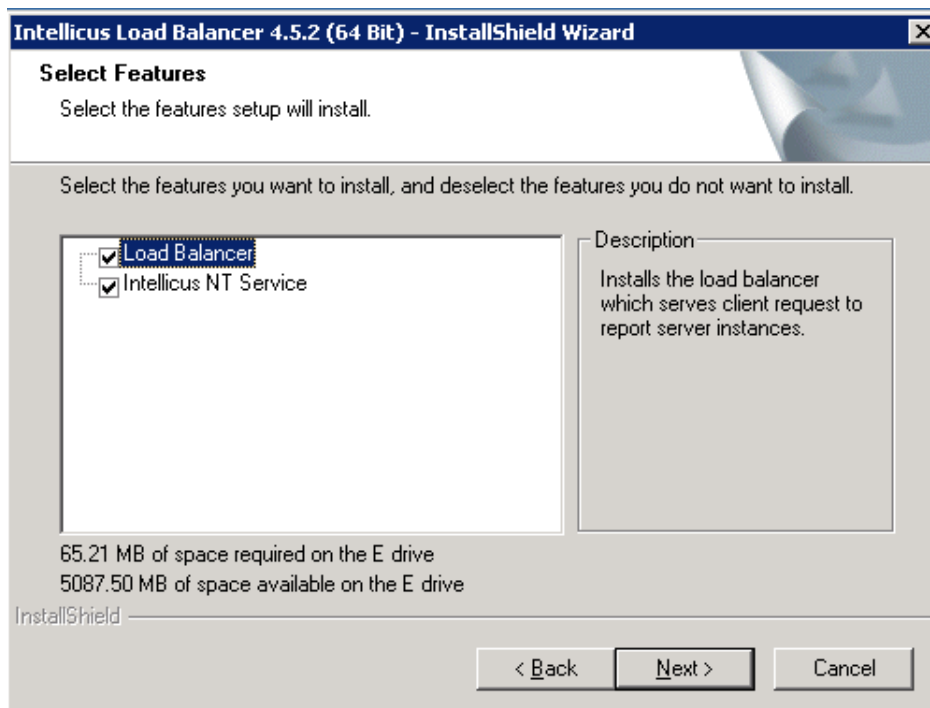 Intellicus Load Balancer 4.5.2 (64 Bit) - InstallShield Wizard
Select Features
Select the features setup will install.
Select the features you want to install, and deselect the features you do not want to install.
Load Balancer
Intellicus NT Service
Description
Installs the load balancer
which serves client request to
report server instances.
65.21 MB of space required on the E drive
5087.50 MB of space available on the E drive
InstallShield
< Back
Next >
Cancel